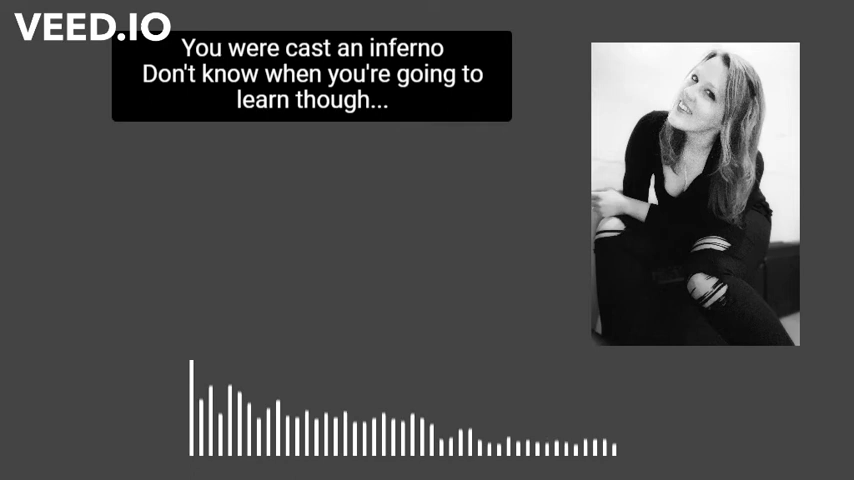 VEED.IO
You were cast an inferno
Don't know when you're going to
learn though...